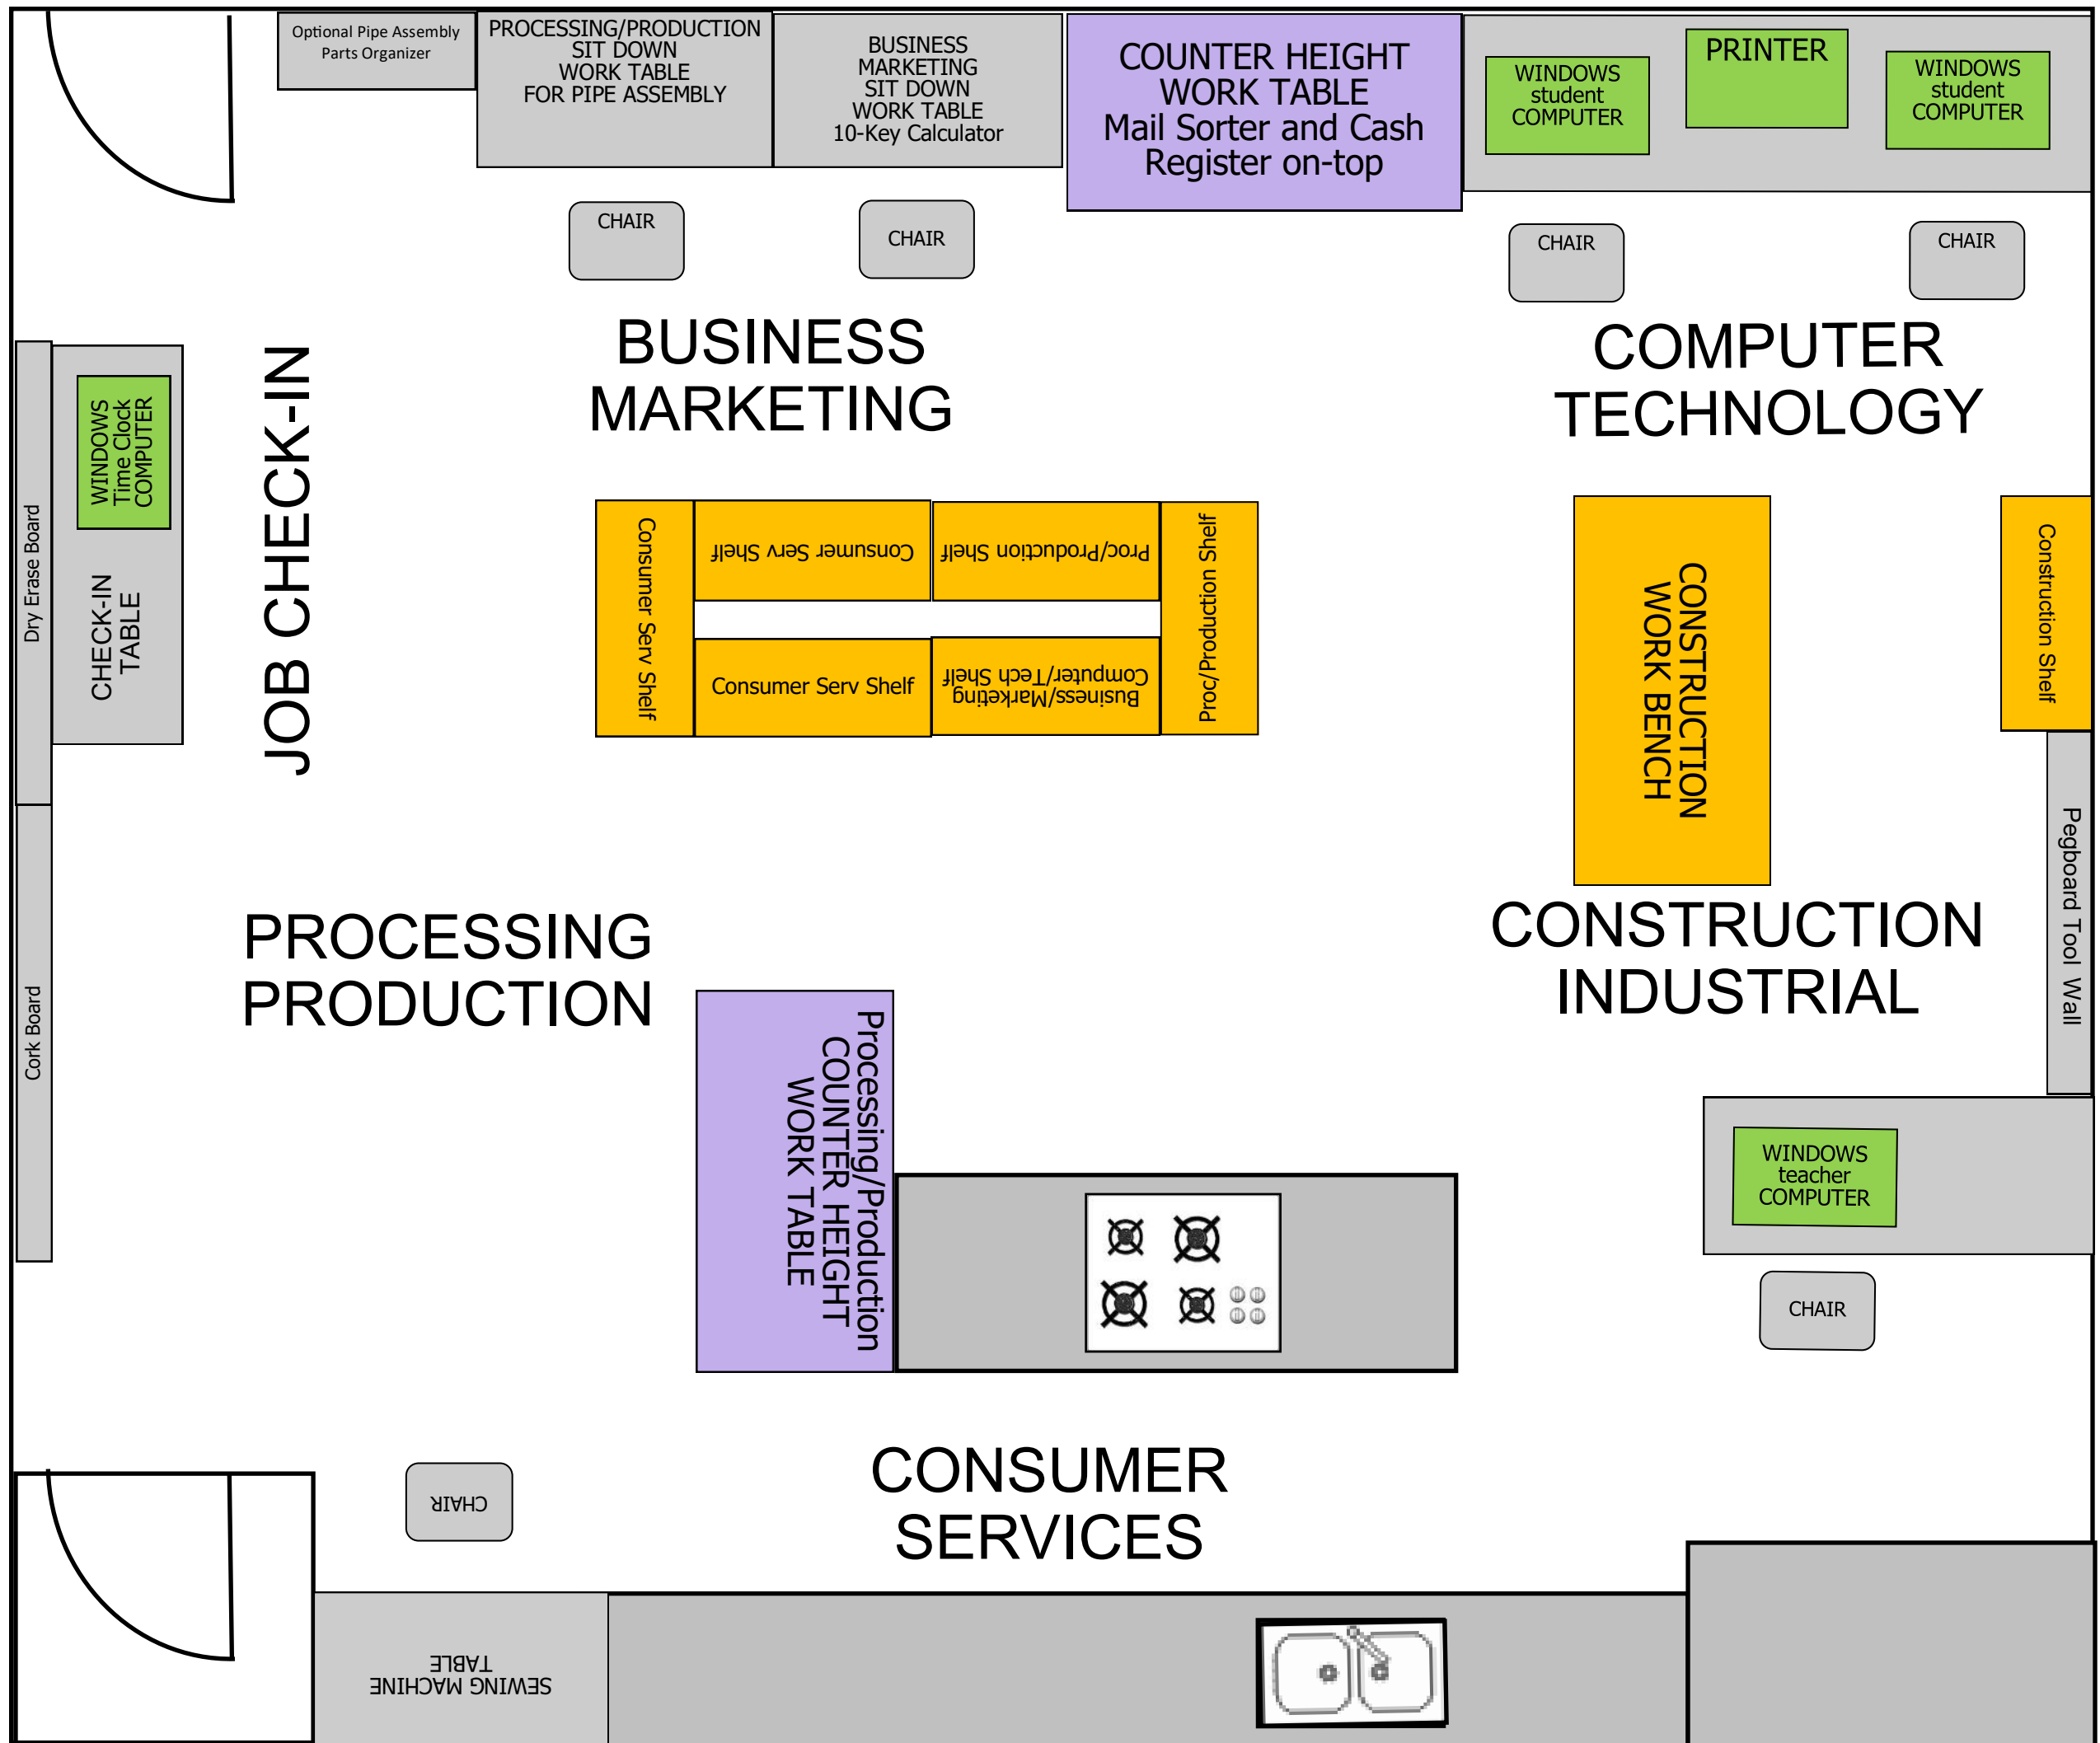 Optional Pipe Assembly
Parts Organizer
PROCESSING/PRODUCTION
SIT DOWN
WORK TABLE
FOR PIPE ASSEMBLY
BUSINESS
MARKETING
SIT DOWN
WORK TABLE
10-Key Calculator
COUNTER HEIGHT
WORK TABLE
Mail Sorter and Cash
Register on-top
WINDOWS
student
COMPUTER
PRINTER
WINDOWS
student
COMPUTER
CHAIR
CHAIR
CHAIR
CHAIR
BUSINESS
MARKETING
COMPUTER
TECHNOLOGY
Dry Erase Board
WINDOWS
Time Clock
COMPUTER
CHECK-IN
TABLE
JOB CHECK-IN
Consumer Serv Shelf
Consumer Serv Shelf
Proc/Production Shelf
Proc/Production Shelf
Consumer Serv Shelf
Business/Marketing
Computer/Tech Shelf
CONSTRUCTION
WORK BENCH
Construction Shelf
Pegboard Tool Wall
PROCESSING
PRODUCTION
CONSTRUCTION
INDUSTRIAL
Cork Board
Processing/Production
COUNTER HEIGHT
WORK TABLE
WINDOWS
teacher
COMPUTER
CHAIR
CONSUMER
SERVICES
CHAIR
SEWING MACHINE
TABLE